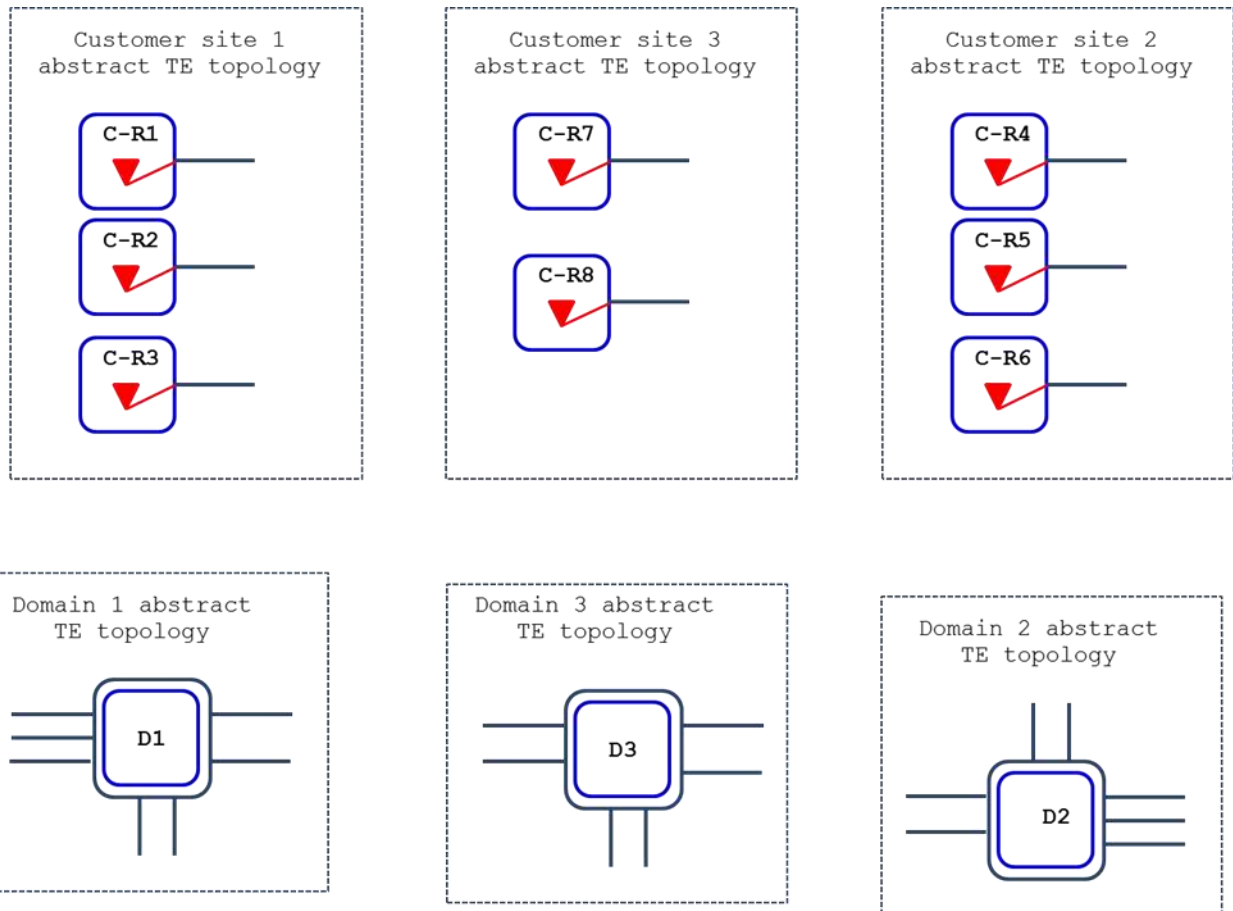 Customer site 1
abstract TE topology
C-R1
C-R2
C-R3
Customer site 3
abstract TE topology
C-R7
C-R8
Customer site 2
abstract TE topology
C-R4
C-R5
C-R6
Domain 1 abstract
TE topology
D1
Domain 3 abstract
TE topology
D3
Domain 2 abstract
TE topology
D2